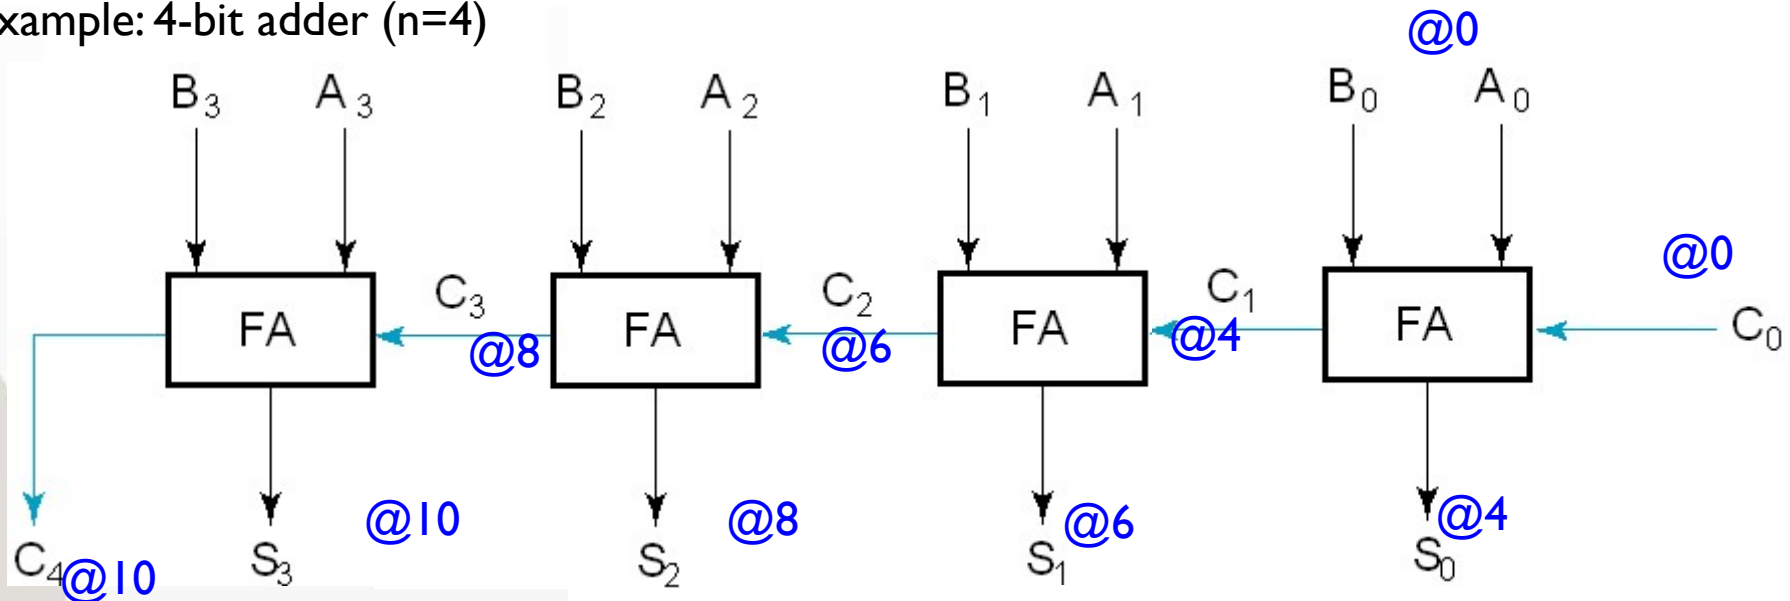 xample: 4-bit adder (n=4)
@0
B3 A3 B2 A2 B1 A1 B0 A0
@0
C3 C2 C1
FA FA FA FA C0
@8 @6 @4
@10 @8 @6 @4
C4 S3 S2 S1 S0
@10